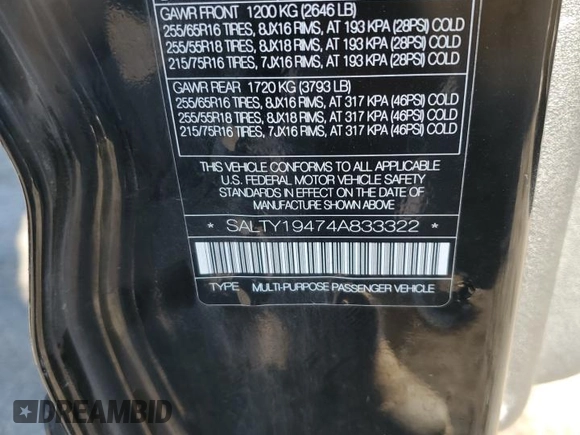 GAWR FRONT 1200 KG (2646 LB)
255/65R16 TIRES, 8JX16 RIMS, AT 193 KPA (28PSI) COLD
255/55R18 TIRES, 8JX18 RIMS, AT 193 KPA (28PSI) COLD
215/75R16 TIRES, 7JX16 RIMS, AT 193 KPA (28PSI) COLD
GAWR REAR 1720 KG (3793 LB)
255/65R16 TIRES, 8JX16 RIMS, AT 317 KPA (46PSI) COLD
255/55R18 TIRES, 8JX18 RIMS, AT 317 KPA (46PSI) COLD
215/75R16 TIRES, 7JX16 RIMS, AT 317 KPA (46PSI) COLD
THIS VEHICLE CONFORMS TO ALL APPLICABLE
U.S. FEDERAL MOTOR VEHICLE SAFETY
STANDARDS IN EFFECT ON THE DATE OF
MANUFACTURE SHOWN ABOVE
* SALTY19474A833322 *
TYPE MULTI-PURPOSE PASSENGER VEHICLE
DREAMBID